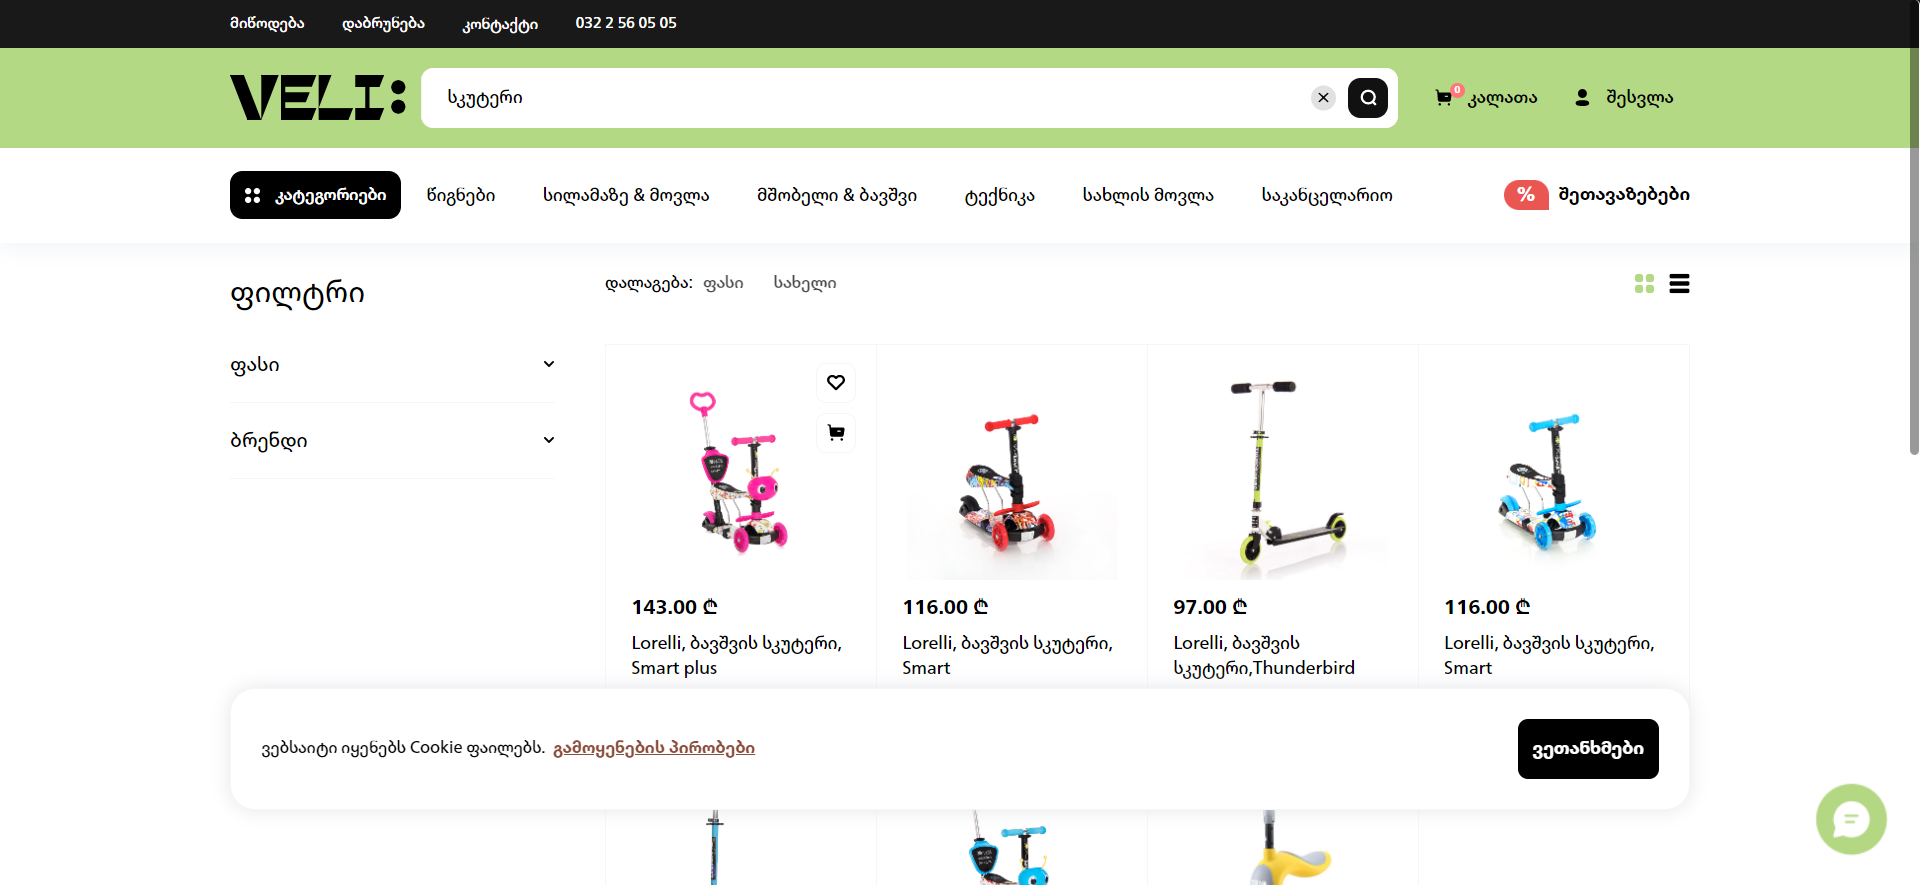 მიწოდება
დაბრუნება
კონტაქტი
032 2 56 05 05
VELI:
სკუტერი
0
კალათა
შესვლა
კატეგორიები
წიგნები
სილამაზე & მოვლა
მშობელი & ბავშვი
ტექნიკა
სახლის მოვლა
საკანცელარიო
%
შეთავაზებები
ფილტრი
დალაგება:
ფასი
სახელი
ფასი
ბრენდი
143.00 ₾
Lorelli, ბავშვის სკუტერი,
Smart plus
116.00 ₾
Lorelli, ბავშვის სკუტერი,
Smart
97.00 ₾
Lorelli, ბავშვის
სკუტერი,Thunderbird
116.00 ₾
Lorelli, ბავშვის სკუტერი,
Smart
ვებსაიტი იყენებს Cookie ფაილებს. გამოყენების პირობები
ვეთანხმები